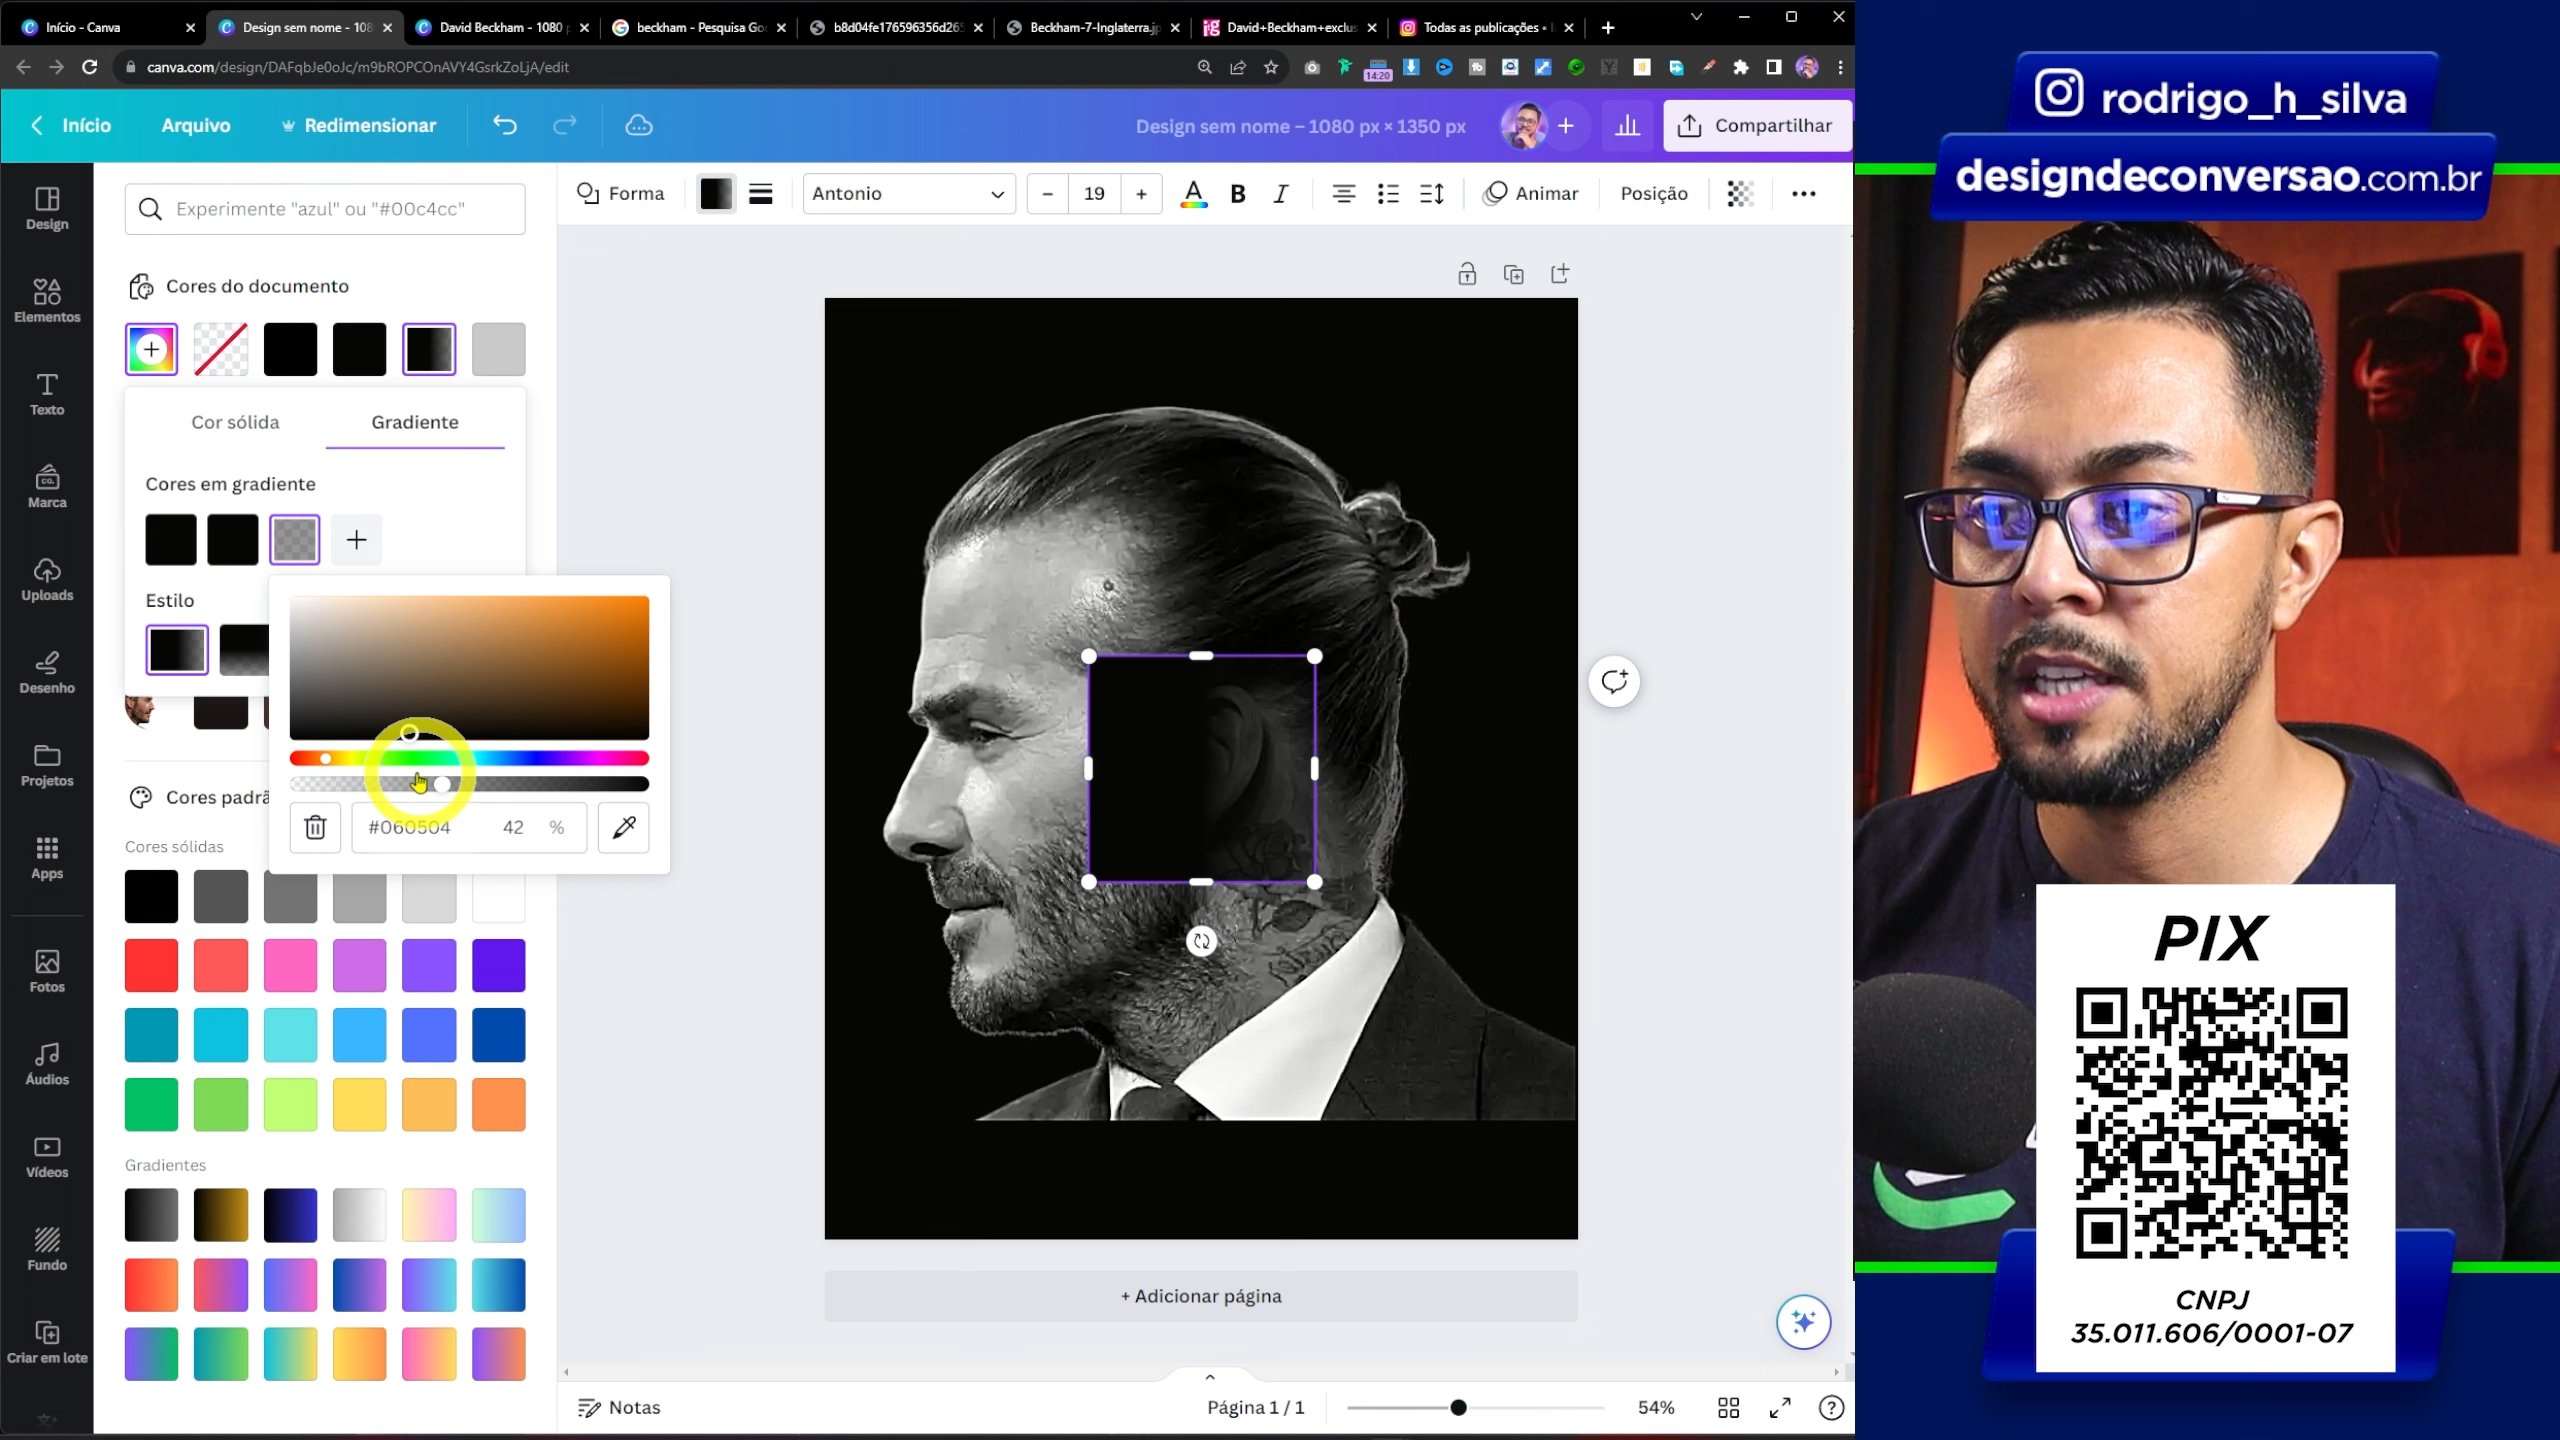 Início - Canva
Design sem nome - 108
David Beckham - 1080 p
beckham - Pesquisa Go
b8d04fe176596356d26
Beckham-7-Inglaterra.jp
David+Beckham+exclus
Todas as publicações •
canva.com/design/DAFqbJe0oJc/m9bROPCOnAVY4GsrkZoLjA/edit
14:20
Início
Arquivo
Redimensionar
Design sem nome – 1080 px × 1350 px
Compartilhar
Design
Elementos
Texto
Marca
Uploads
Desenho
Projetos
Apps
Fotos
Áudios
Vídeos
Fundo
Criar em lote
Experimente "azul" ou "#00c4cc"
Forma
Antonio
– 19 +
A B I
Animar
Posição
Cores do documento
Cor sólida
Gradiente
Cores em gradiente
Estilo
#060504 42 %
Cores padrã
Cores sólidas
Gradientes
+ Adicionar página
Notas
Página 1 / 1
54%
rodrigo_h_silva
designdeconversao.com.br
PIX
CNPJ
35.011.606/0001-07